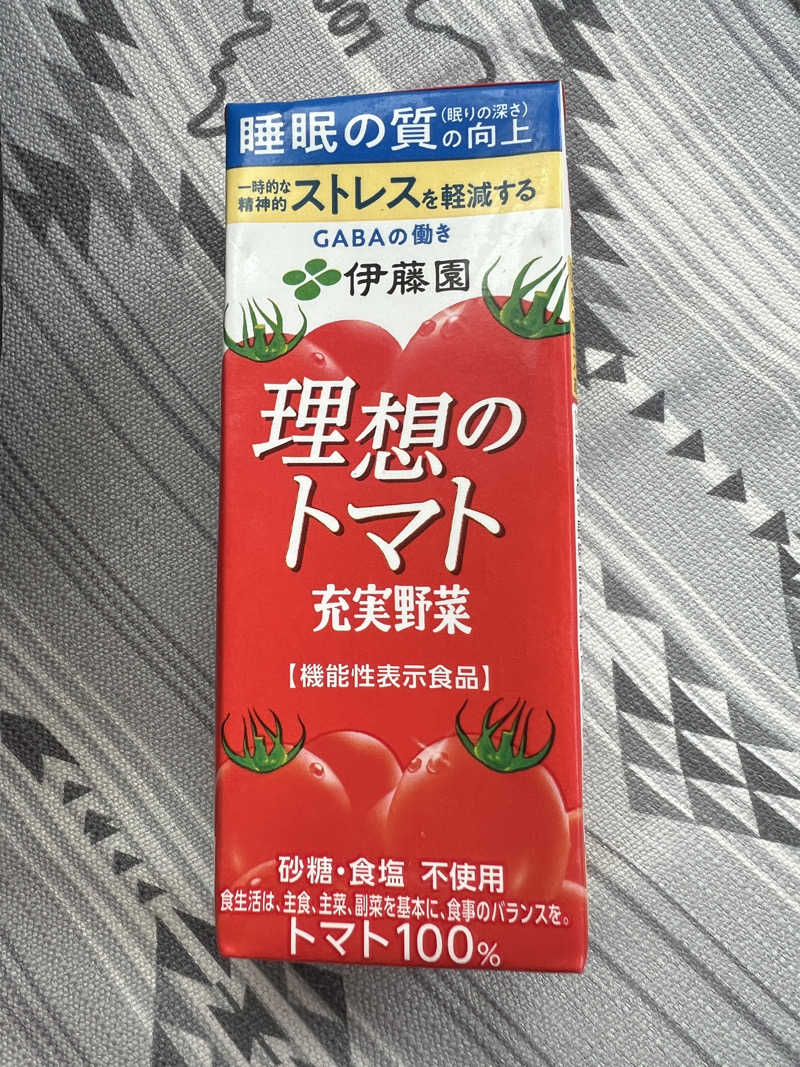 睡眠の質(眠りの深さ)の向上
一時的な精神的ストレスを軽減する
GABAの働き
伊藤園
理想の
トマト
充実野菜
【機能性表示食品】
砂糖・食塩 不使用
食生活は、主食、主菜、副菜を基本に、食事のバランスを。
トマト100%
100